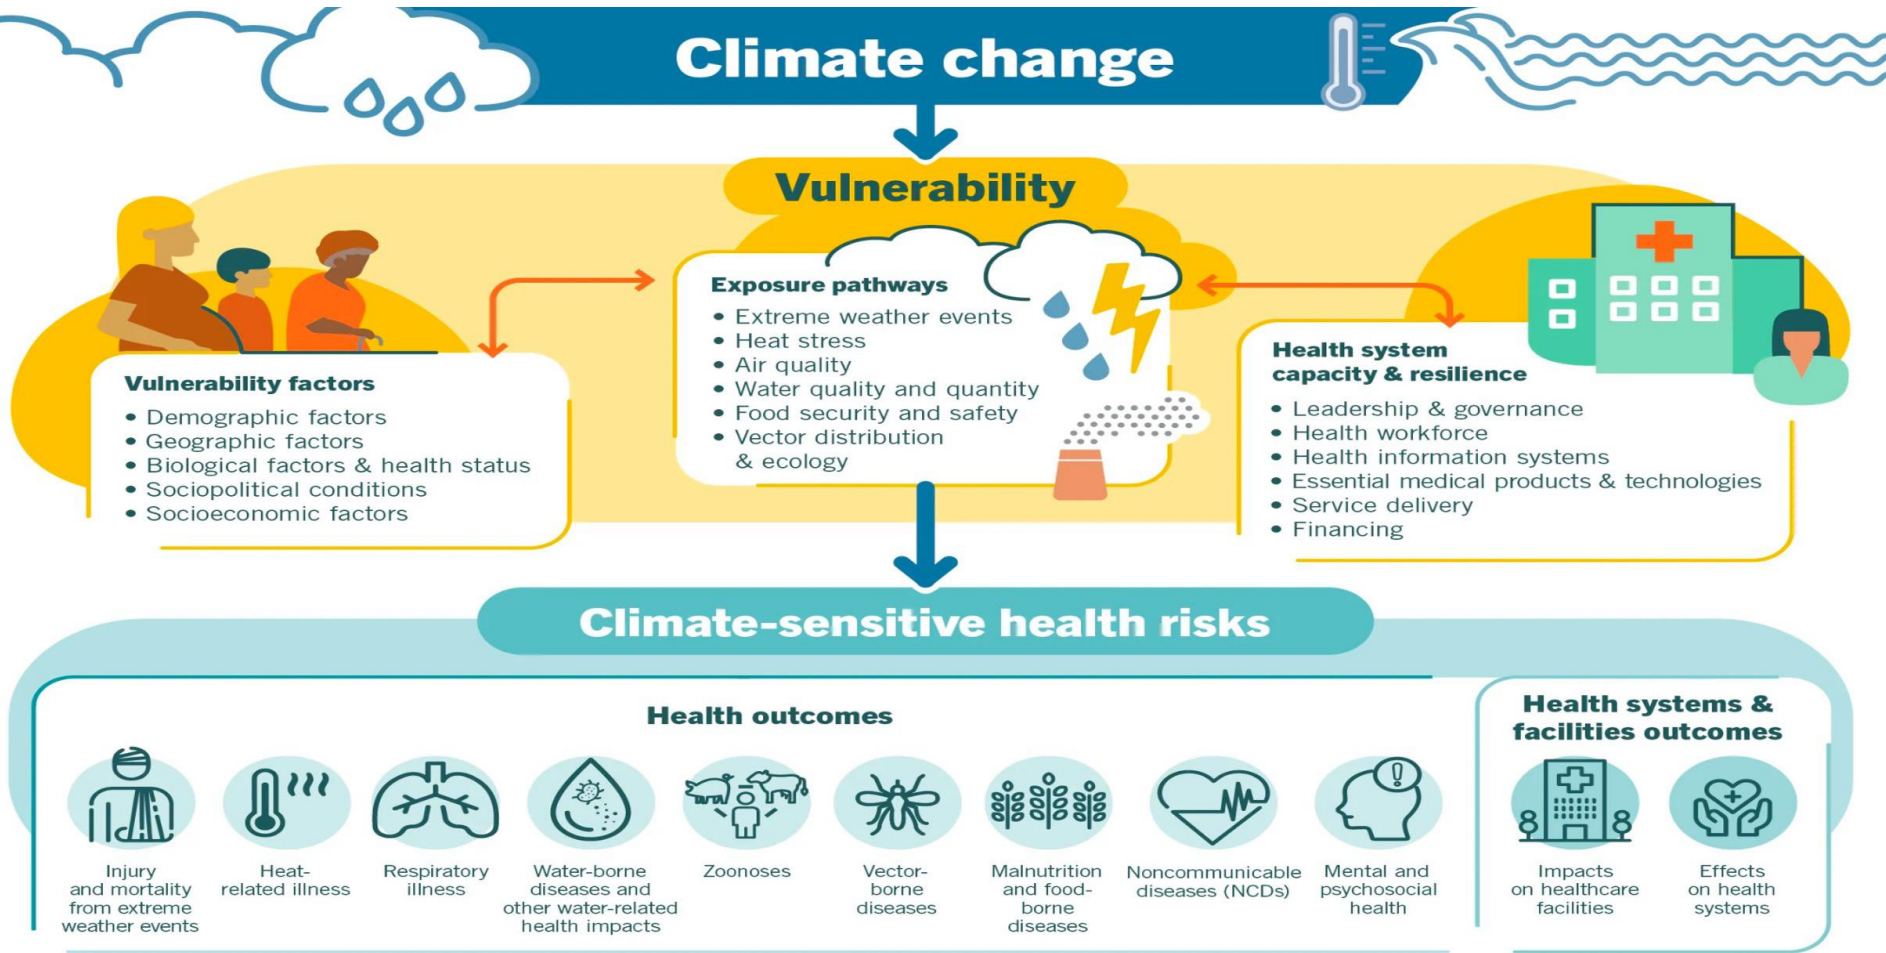 Climate change
Vulnerability
Vulnerability factors
• Demographic factors
• Geographic factors
• Biological factors & health status
• Sociopolitical conditions
• Socioeconomic factors
Exposure pathways
• Extreme weather events
• Heat stress
• Air quality
• Water quality and quantity
• Food security and safety
• Vector distribution
& ecology
Health system
capacity & resilience
• Leadership & governance
• Health workforce
• Health information systems
• Essential medical products & technologies
• Service delivery
• Financing
Climate-sensitive health risks
Health outcomes
Injury
and mortality
from extreme
weather events
Heat-
related illness
Respiratory
illness
Water-borne
diseases and
other water-related
health impacts
Zoonoses
Vector-
borne
diseases
Malnutrition
and food-
borne
diseases
Noncommunicable
diseases (NCDs)
Mental and
psychosocial
health
Health systems &
facilities outcomes
Impacts
on healthcare
facilities
Effects
on health
systems